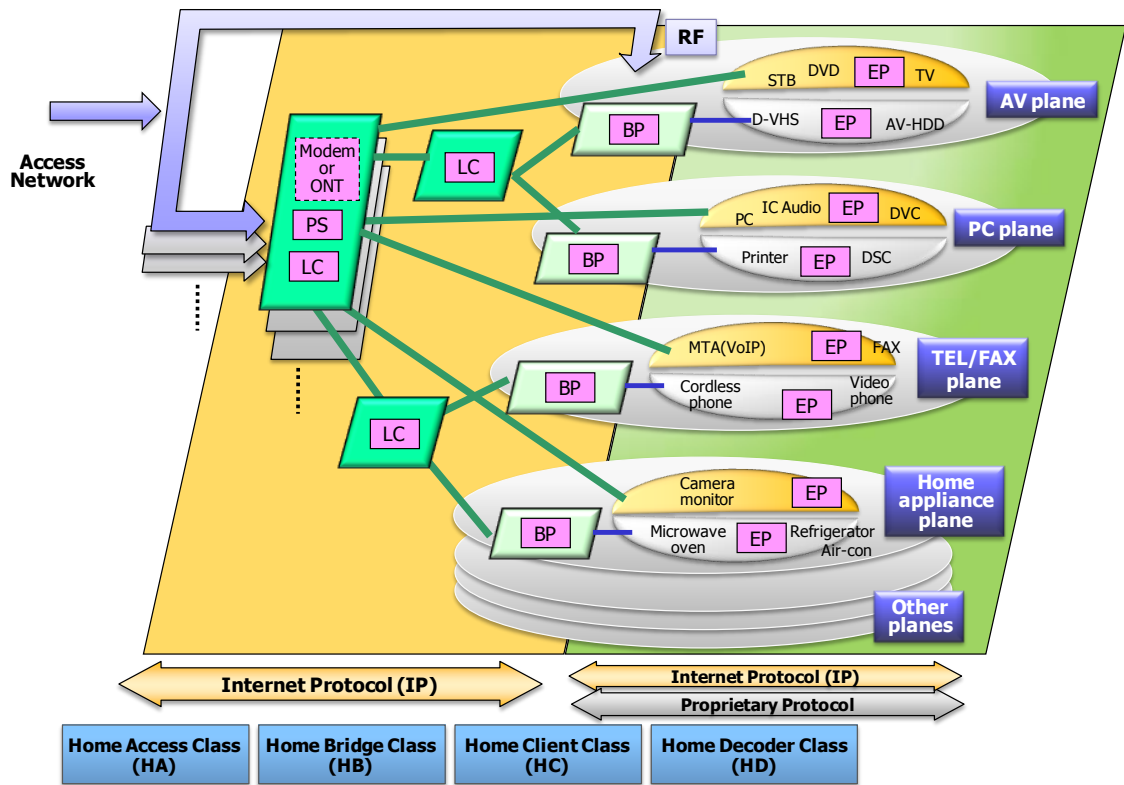 RF
STB
DVD
EP
TV
AV plane
D-VHS
EP
AV-HDD
BP
Access
Network
Modem
or
ONT
PS
LC
LC
PC
IC Audio
EP
DVC
PC plane
Printer
EP
DSC
BP
MTA(VoIP)
EP
FAX
TEL/FAX
plane
Cordless
phone
EP
Video
phone
BP
LC
Camera
monitor
EP
Home
appliance
plane
Microwave
oven
EP
Refrigerator
Air-con
BP
Other
planes
Internet Protocol (IP)
Internet Protocol (IP)
Proprietary Protocol
Home Access Class
(HA)
Home Bridge Class
(HB)
Home Client Class
(HC)
Home Decoder Class
(HD)